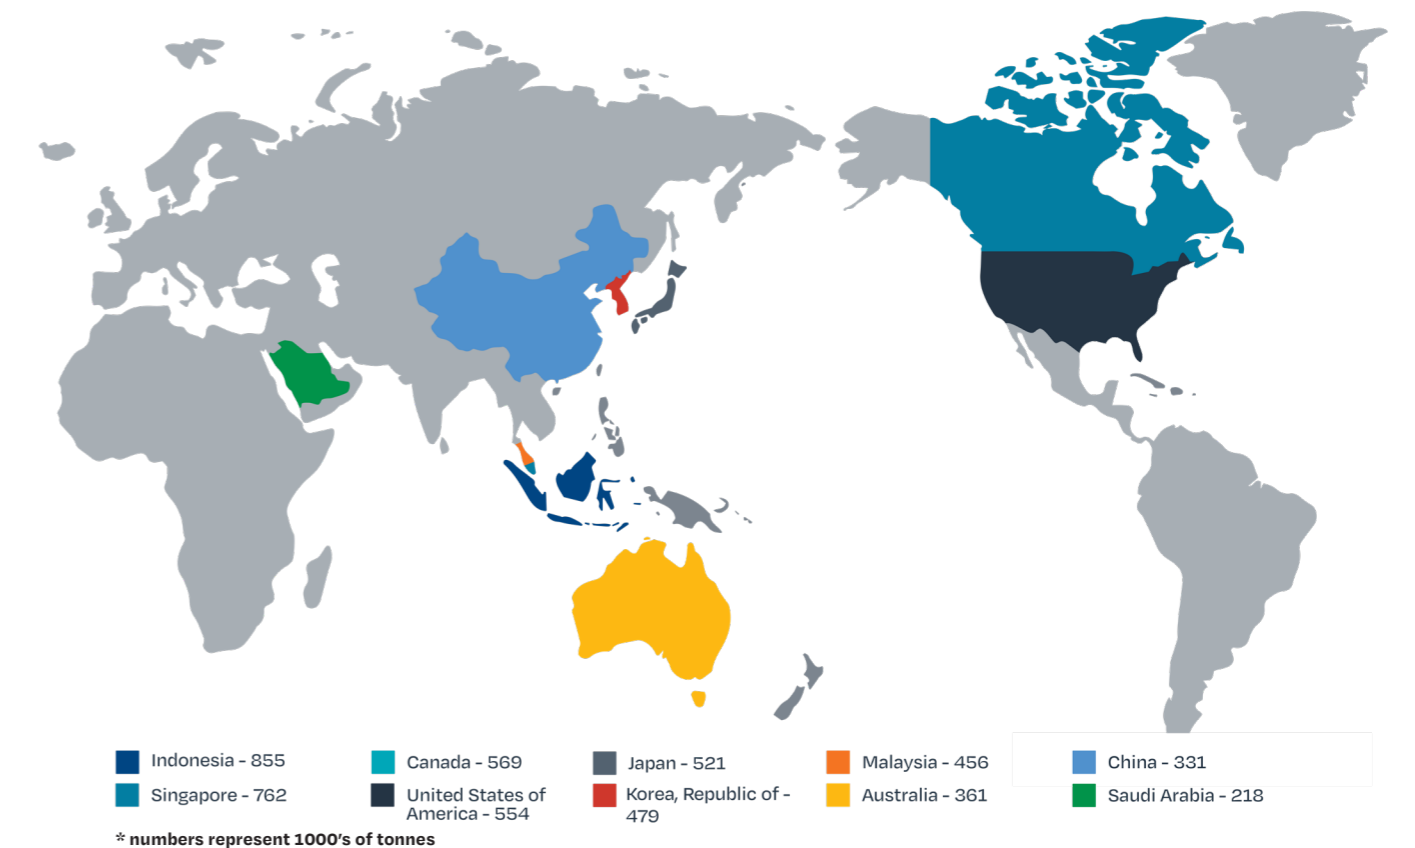 Indonesia - 855
Canada - 569
Japan - 521
Malaysia - 456
China - 331
Singapore - 762
United States of
America - 554
Korea, Republic of -
479
Australia - 361
Saudi Arabia - 218
* numbers represent 1000's of tonnes